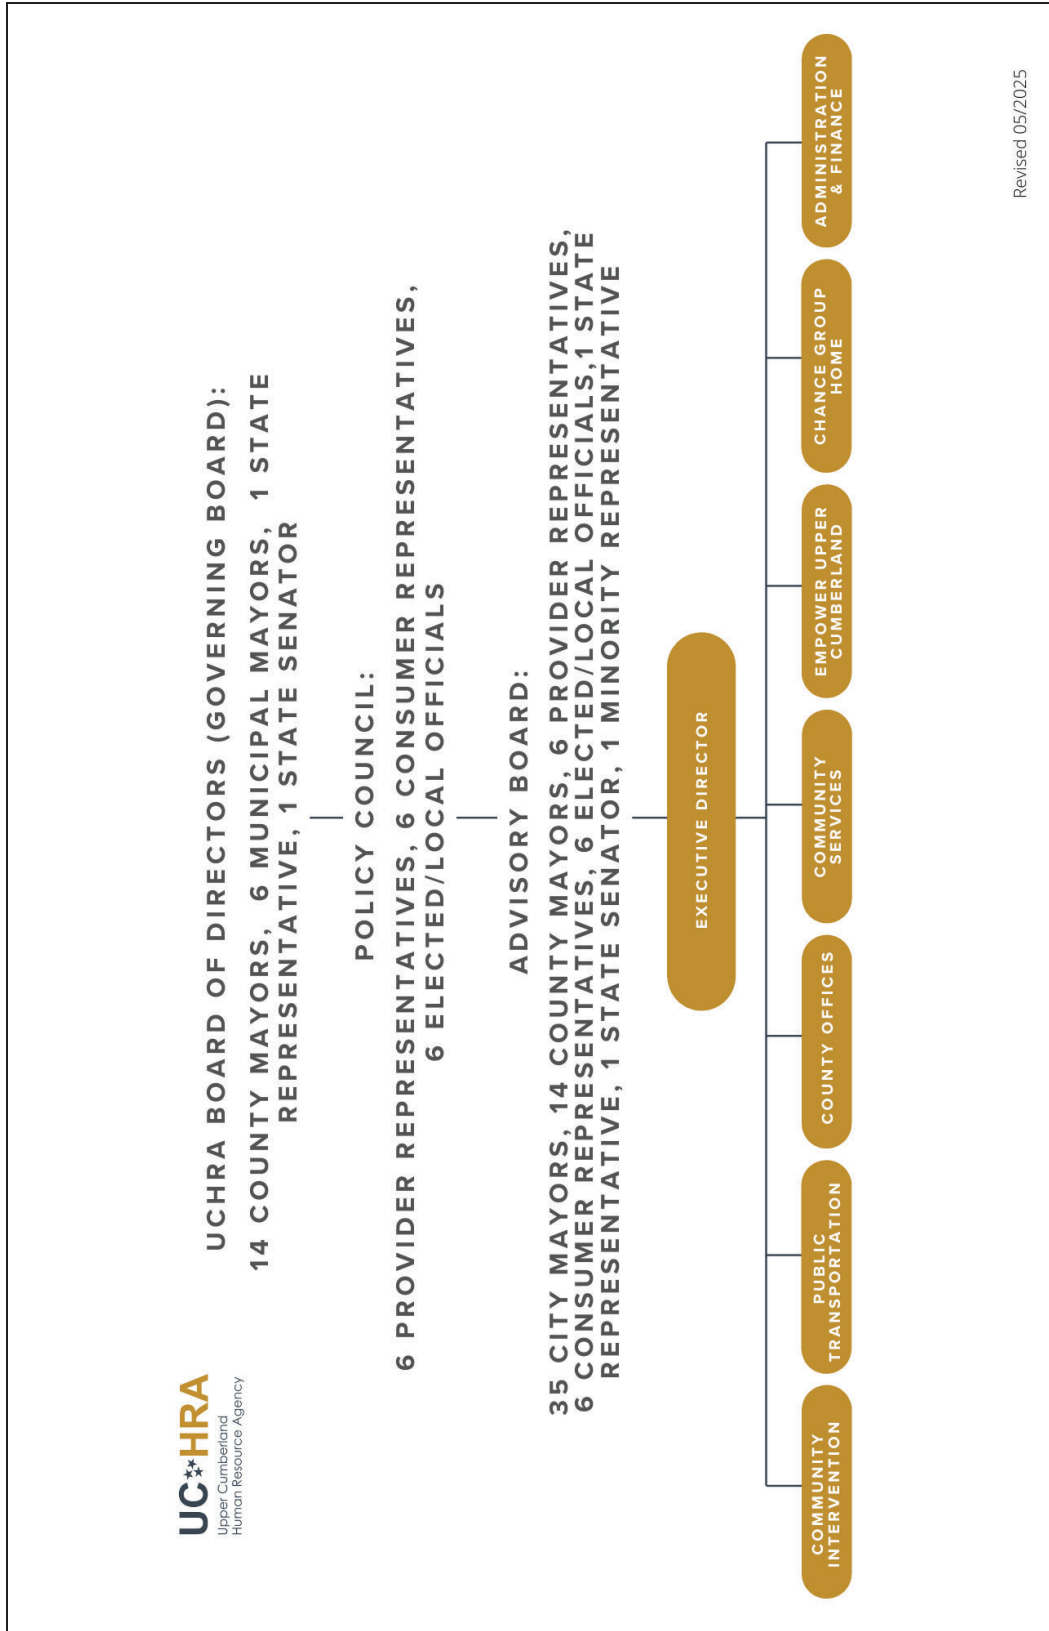 UC HRA
Upper Cumberland
Human Resource Agency
UCHRA BOARD OF DIRECTORS (GOVERNING BOARD):
14 COUNTY MAYORS, 6 MUNICIPAL MAYORS, 1 STATE
REPRESENTATIVE, 1 STATE SENATOR
POLICY COUNCIL:
6 PROVIDER REPRESENTATIVES, 6 CONSUMER REPRESENTATIVES,
6 ELECTED/LOCAL OFFICIALS
ADVISORY BOARD:
35 CITY MAYORS, 14 COUNTY MAYORS, 6 PROVIDER REPRESENTATIVES,
6 CONSUMER REPRESENTATIVES, 6 ELECTED/LOCAL OFFICIALS,1 STATE
REPRESENTATIVE, 1 STATE SENATOR, 1 MINORITY REPRESENTATIVE
EXECUTIVE DIRECTOR
COMMUNITY
INTERVENTION
PUBLIC
TRANSPORTATION
COUNTY OFFICES
COMMUNITY
SERVICES
EMPOWER UPPER
CUMBERLAND
CHANCE GROUP
HOME
ADMINISTRATION
& FINANCE
Revised 05/2025